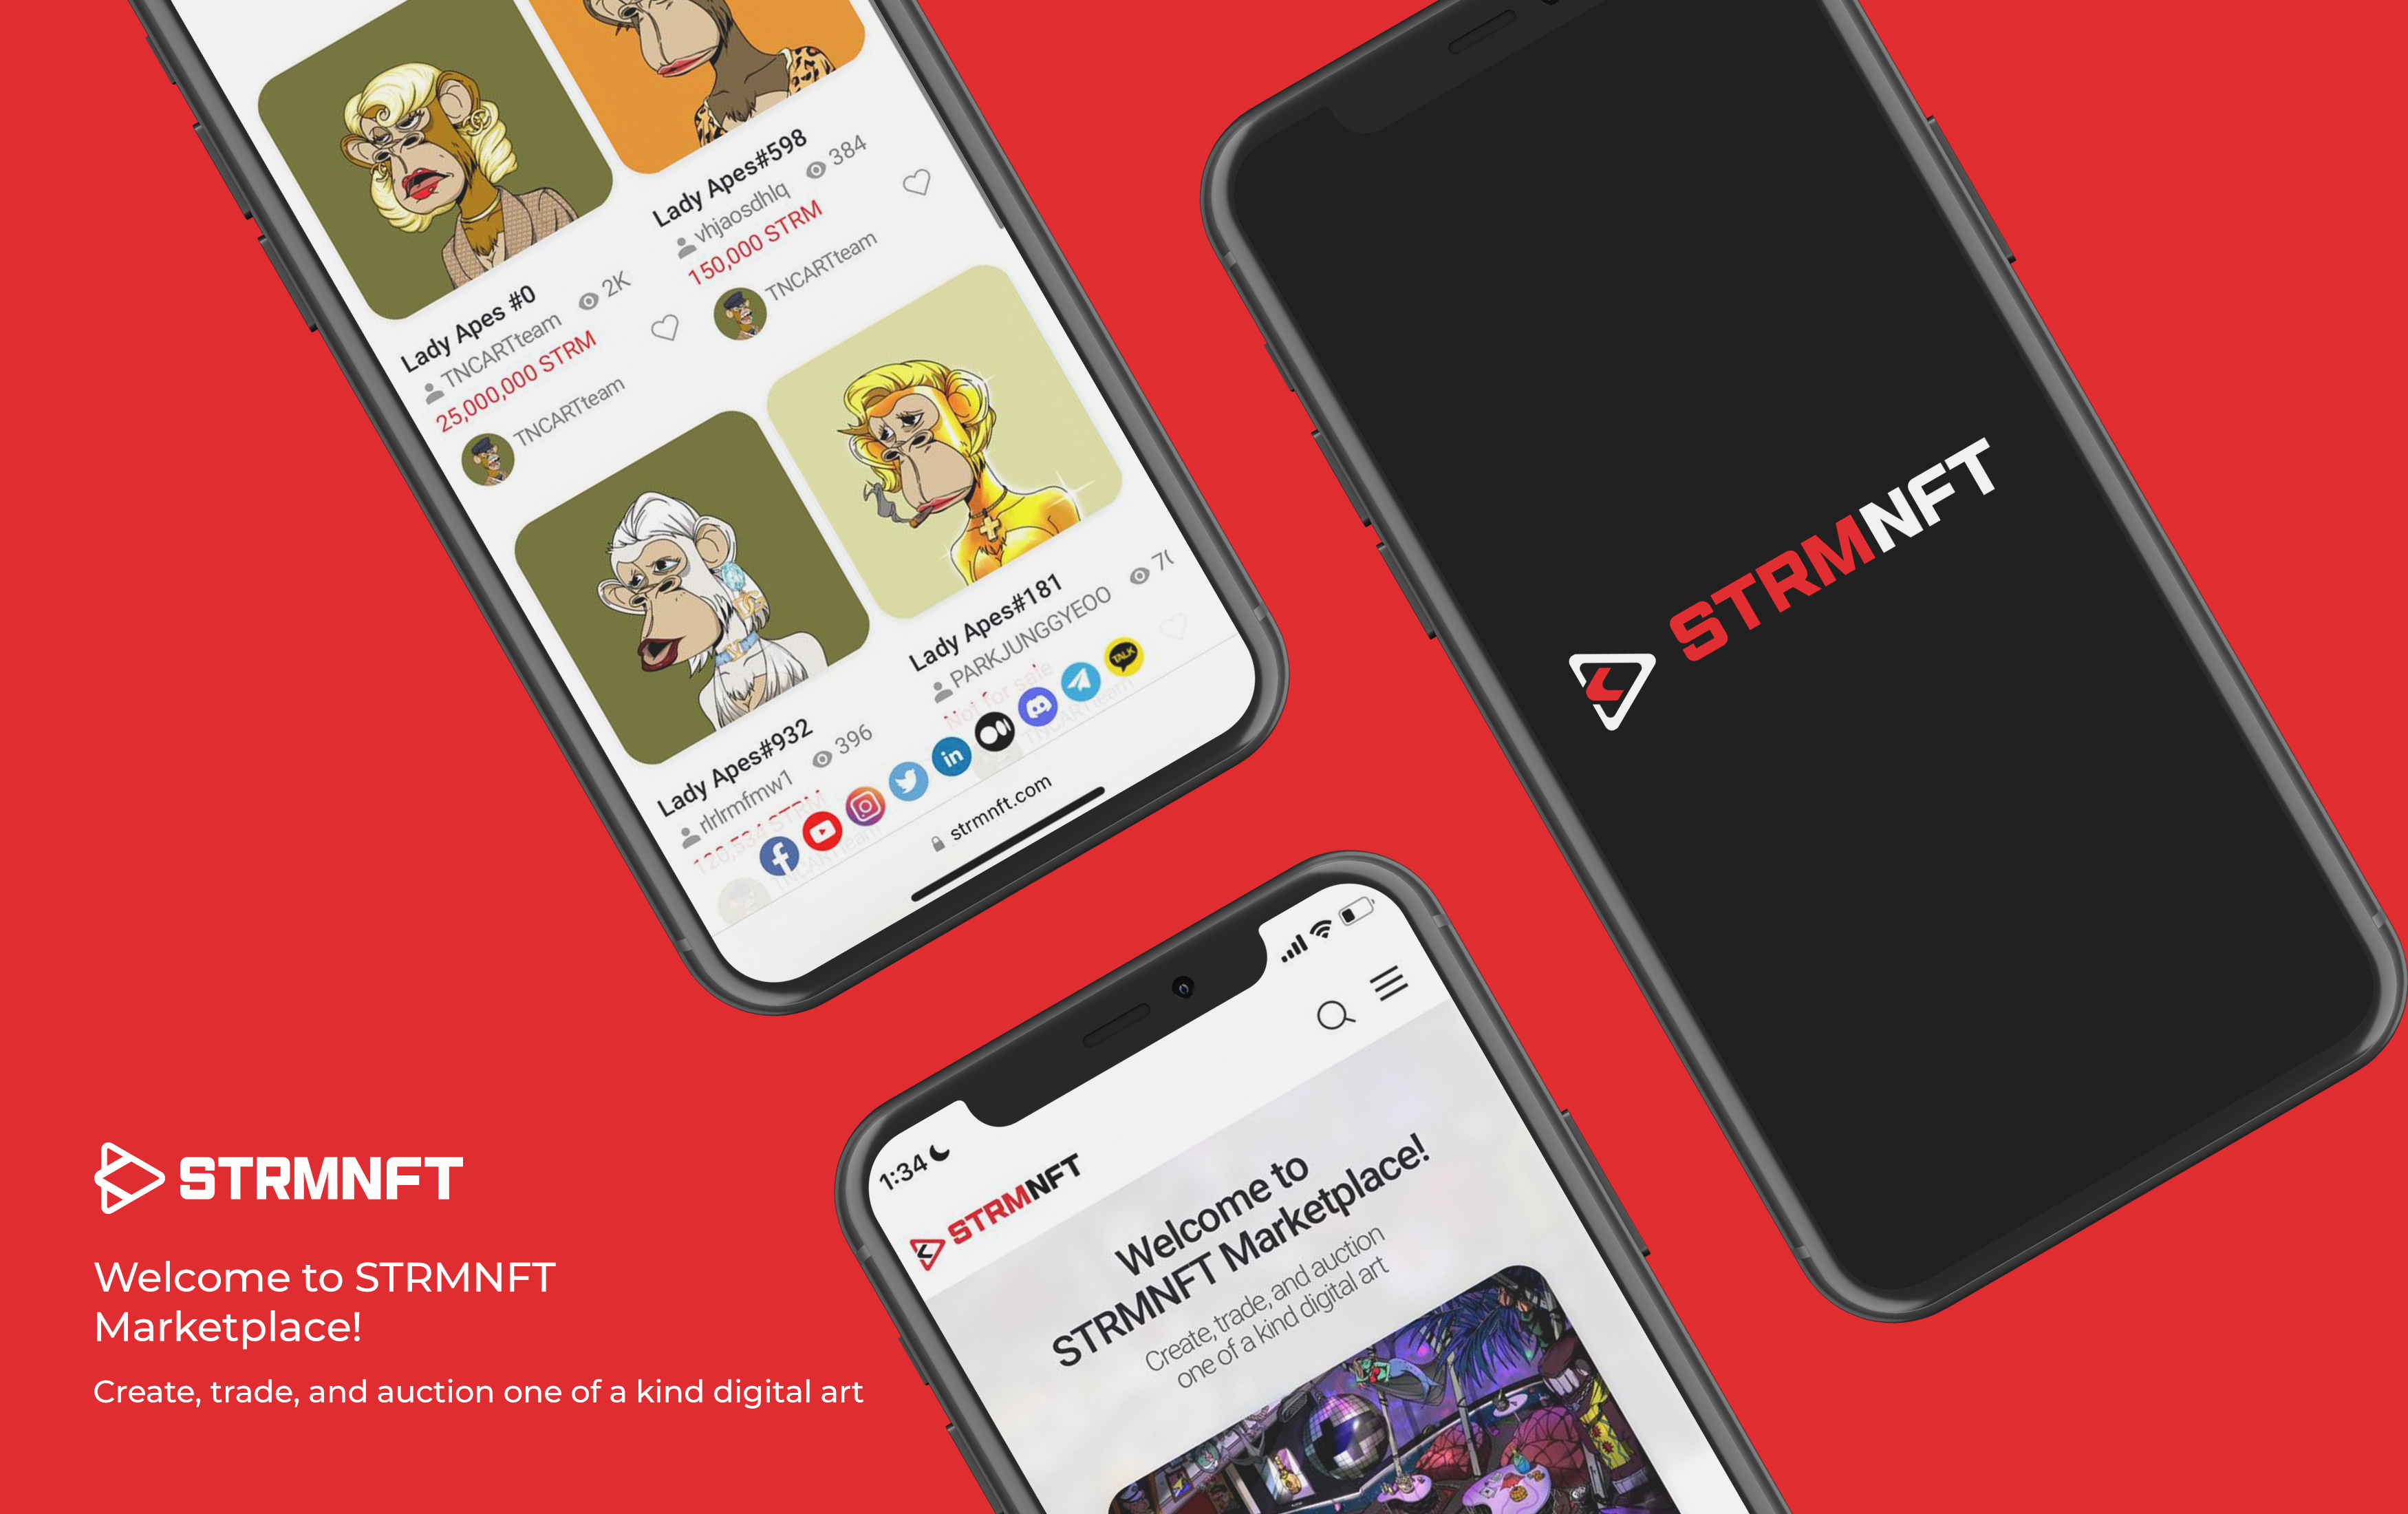 Lady Apes#598
vhjaosdhlq 384
150,000 STRM
TNCARTteam
Lady Apes #0
TNCARTteam 2K
25,000,000 STRM
TNCARTteam
Lady Apes#181
PARKJUNGGYEOO
Not for sale
TNCARTteam
Lady Apes#932
rlrlrmfmw1 396
STRM
TNCARTteam
TALK
in
strmnft.com
STRMNFT
1:34
STRMNFT
Welcome to
STRMNFT Marketplace!
Create, trade, and auction
one of a kind digital art
STRMNFT
Welcome to STRMNFT
Marketplace!
Create, trade, and auction one of a kind digital art